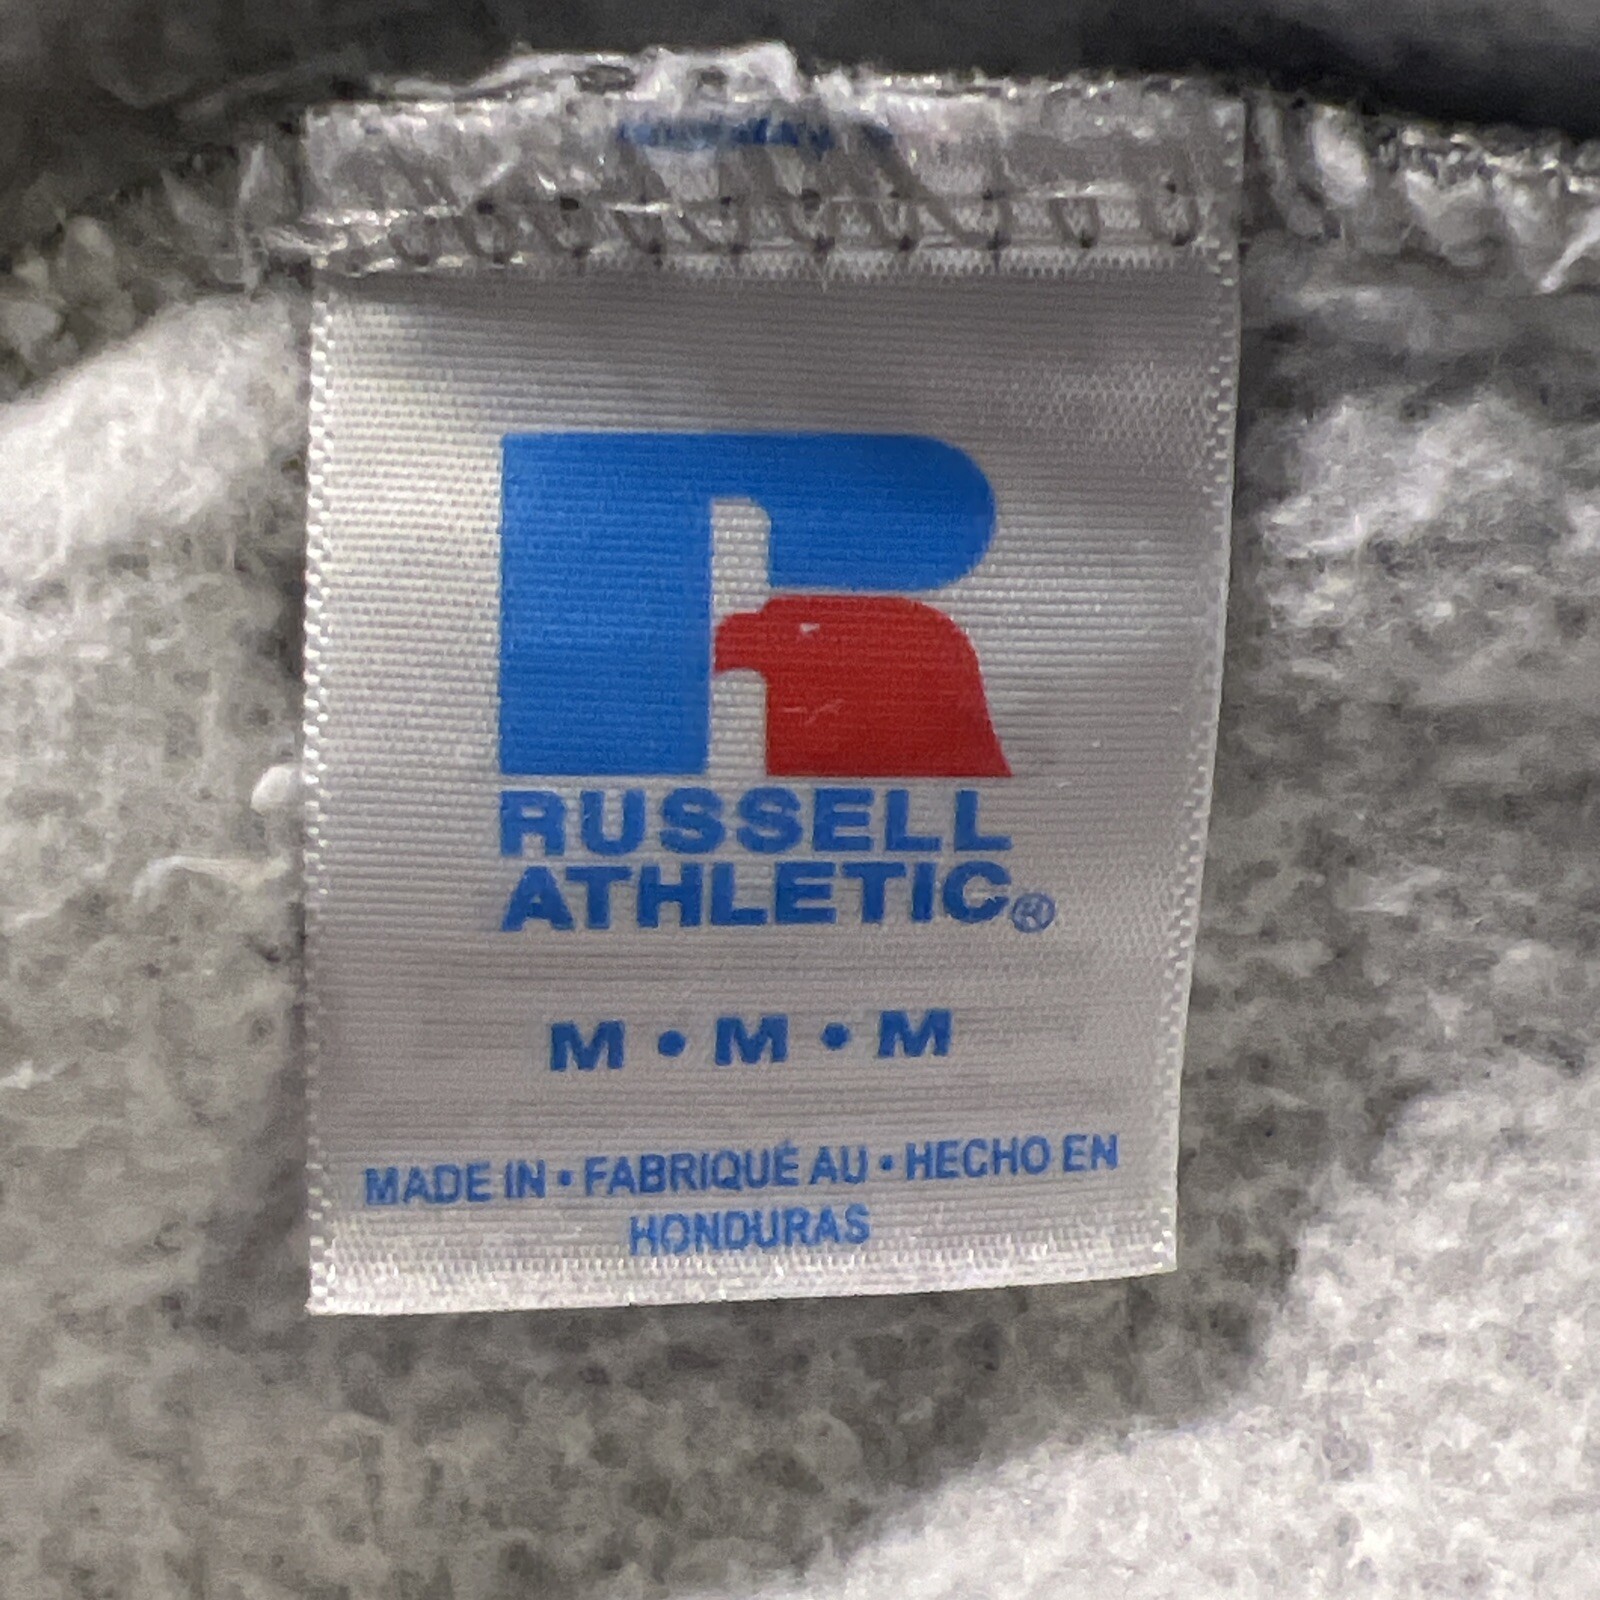 RUSSELL
ATHLETIC®
M • M • M
MADE IN • FABRIQUÉ AU • HECHO EN
HONDURAS